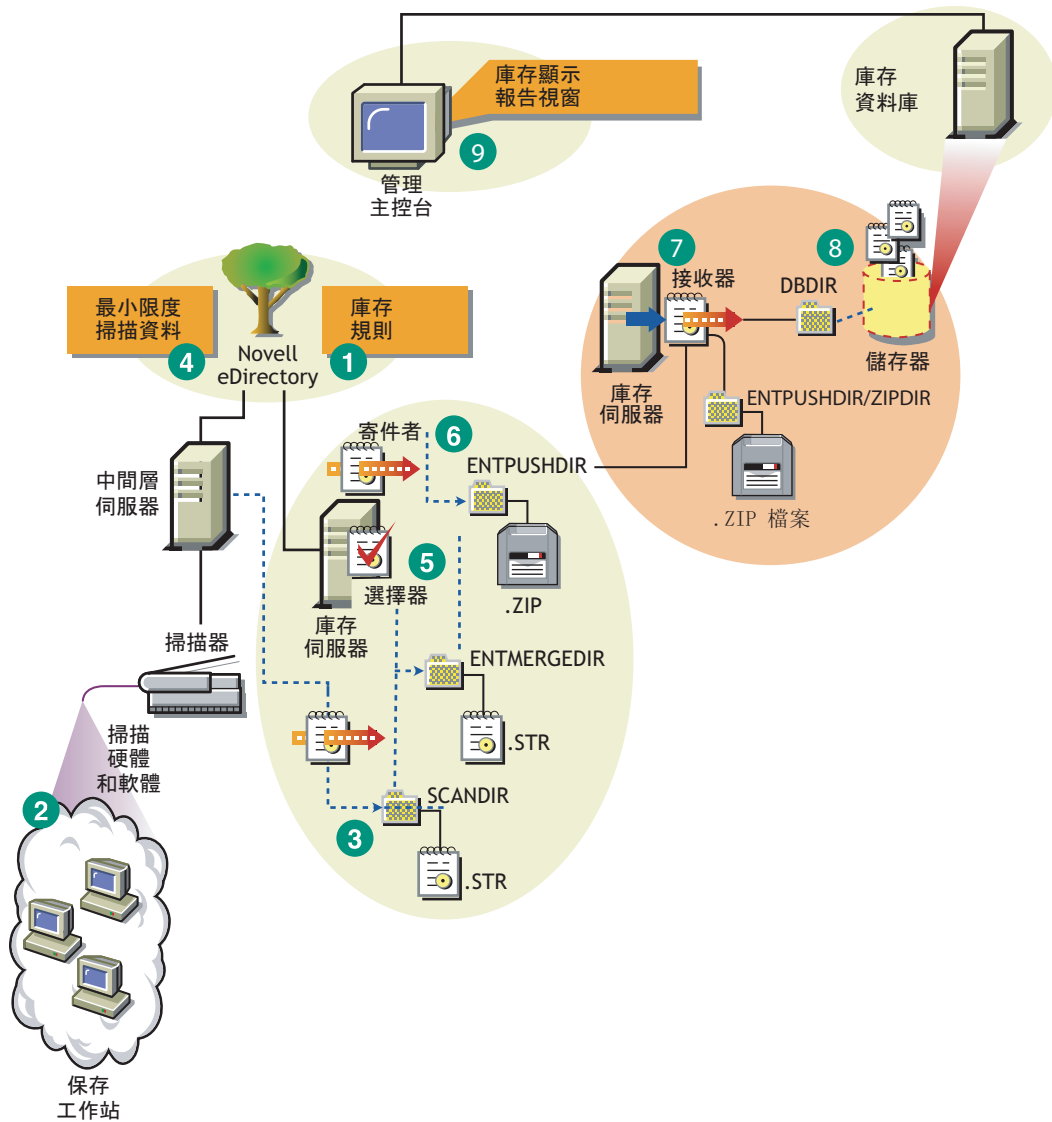 庫存顯示
報告視窗
9
管理
主控台
庫存
資料庫
最小限度
掃描資料
4
Novell
eDirectory
庫存
規則
1
7
接收器
8
DBDIR
儲存器
庫存
伺服器
ENTPUSHDIR/ZIPDIR
.ZIP 檔案
中間層
伺服器
寄件者
6
ENTPUSHDIR
.ZIP
5
選擇器
庫存
伺服器
ENTMERGEDIR
.STR
SCANDIR
3
.STR
掃描器
掃描
硬體
和軟體
2
保存
工作站